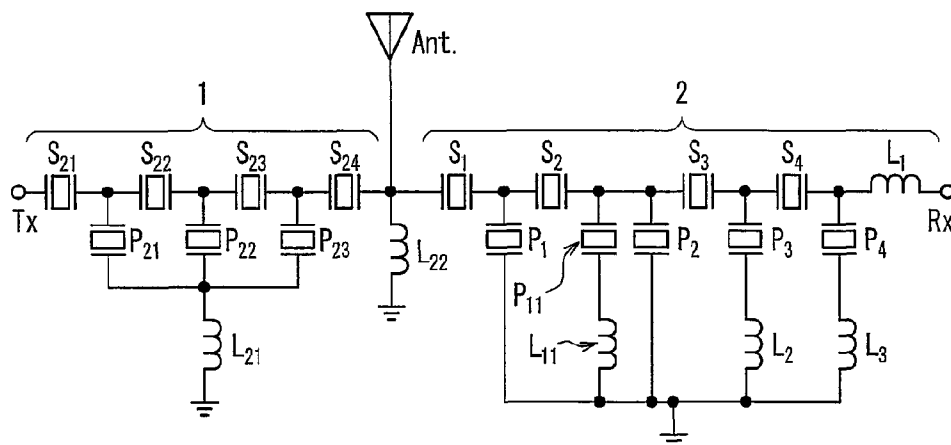 Ant.
1 2
S21 S22 S23 S24 S1 S2 S3 S4 L1
Tx Rx
P21 P22 P23 L22 P1 P2 P3 P4
P11
L21 L11 L2 L3